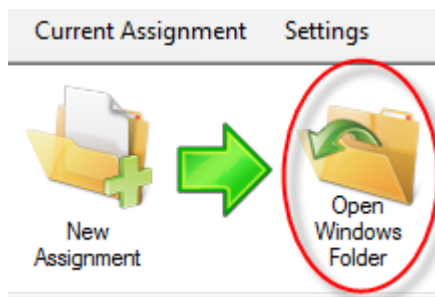 Current Assignment Settings
New
Assignment
Open
Windows
Folder